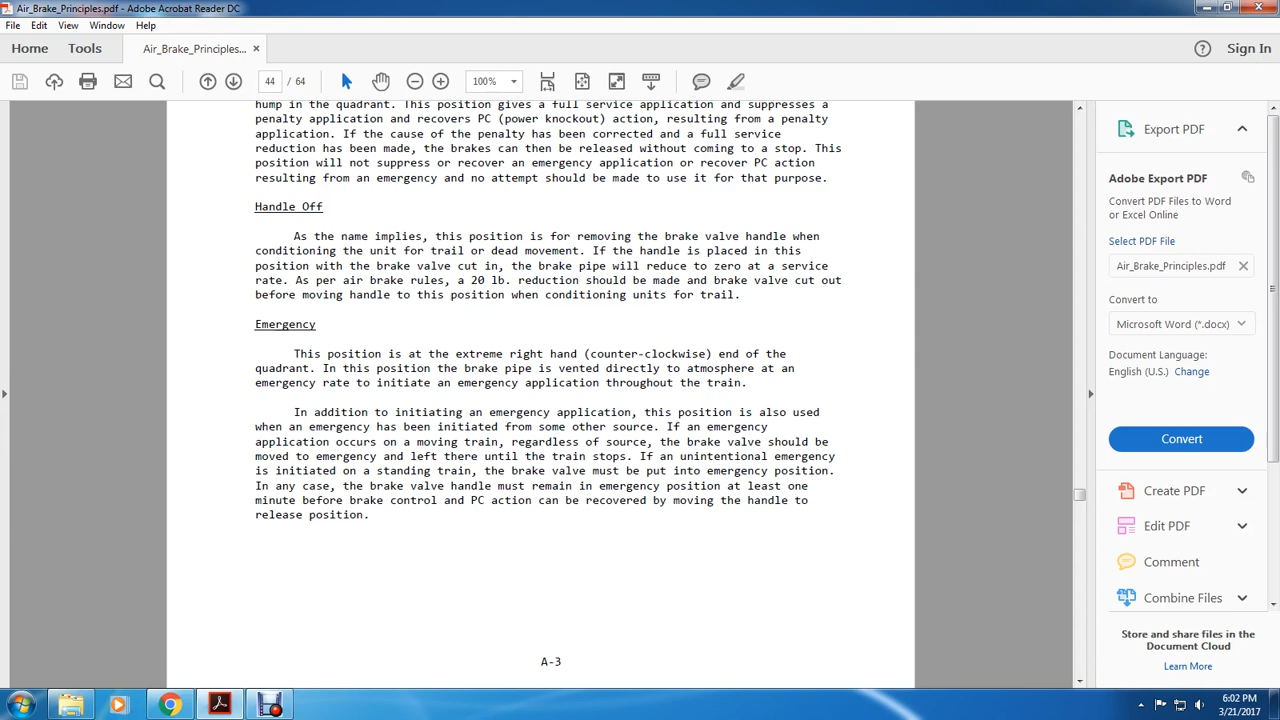 Air_Brake_Principles.pdf - Adobe Acrobat Reader DC
File Edit View Window Help
Home Tools Air_Brake_Principles... × Sign In
44 / 64 100%
hump in the quadrant. This position gives a full service application and suppresses a
penalty application and recovers PC (power knockout) action, resulting from a penalty
application. If the cause of the penalty has been corrected and a full service
reduction has been made, the brakes can then be released without coming to a stop. This
position will not suppress or recover an emergency application or recover PC action
resulting from an emergency and no attempt should be made to use it for that purpose.
Handle Off
As the name implies, this position is for removing the brake valve handle when
conditioning the unit for trail or dead movement. If the handle is placed in this
position with the brake valve cut in, the brake pipe will reduce to zero at a service
rate. As per air brake rules, a 20 lb. reduction should be made and brake valve cut out
before moving handle to this position when conditioning units for trail.
Emergency
This position is at the extreme right hand (counter-clockwise) end of the
quadrant. In this position the brake pipe is vented directly to atmosphere at an
emergency rate to initiate an emergency application throughout the train.
In addition to initiating an emergency application, this position is also used
when an emergency has been initiated from some other source. If an emergency
application occurs on a moving train, regardless of source, the brake valve should be
moved to emergency and left there until the train stops. If an unintentional emergency
is initiated on a standing train, the brake valve must be put into emergency position.
In any case, the brake valve handle must remain in emergency position at least one
minute before brake control and PC action can be recovered by moving the handle to
release position.
A-3
Export PDF
Adobe Export PDF
Convert PDF Files to Word
or Excel Online
Select PDF File
Air_Brake_Principles.pdf
Convert to
Microsoft Word (*.docx)
Document Language:
English (U.S.) Change
Convert
Create PDF
Edit PDF
Comment
Combine Files
Store and share files in the
Document Cloud
Learn More
6:02 PM
3/21/2017